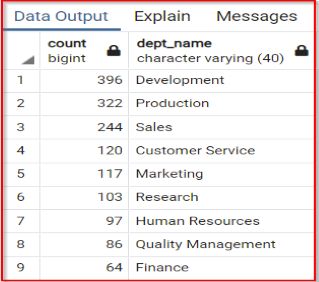 Data Output Explain Messages
count dept_name
bigint character varying (40)
1 396 Development
2 322 Production
3 244 Sales
4 120 Customer Service
5 117 Marketing
6 103 Research
7 97 Human Resources
8 86 Quality Management
9 64 Finance